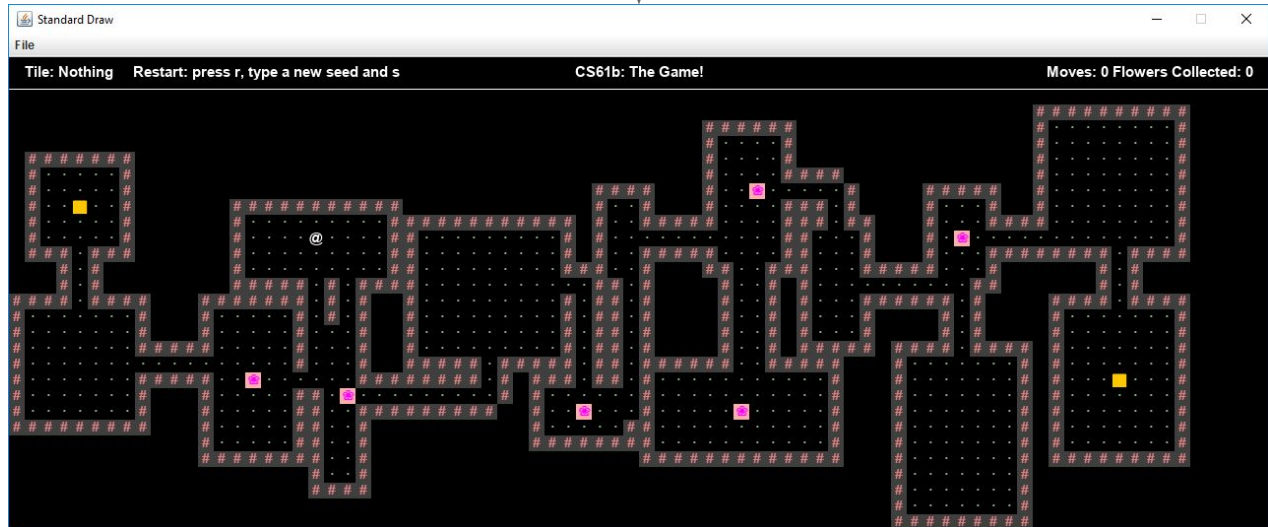 Standard Draw
File
Tile: Nothing Restart: press r, type a new seed and s CS61b: The Game! Moves: 0 Flowers Collected: 0
@